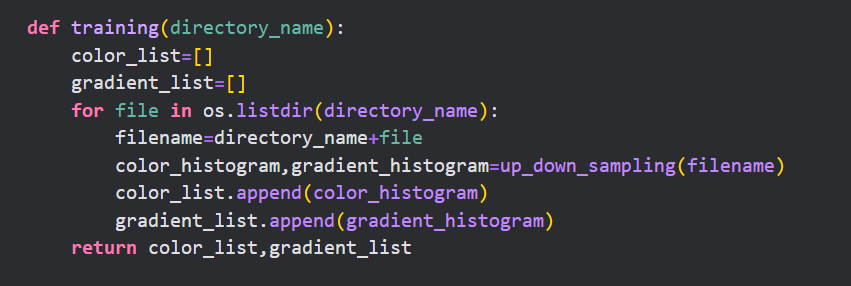 def training(directory_name):
    color_list=[]
    gradient_list=[]
    for file in os.listdir(directory_name):
        filename=directory_name+file
        color_histogram,gradient_histogram=up_down_sampling(filename)
        color_list.append(color_histogram)
        gradient_list.append(gradient_histogram)
    return color_list,gradient_list